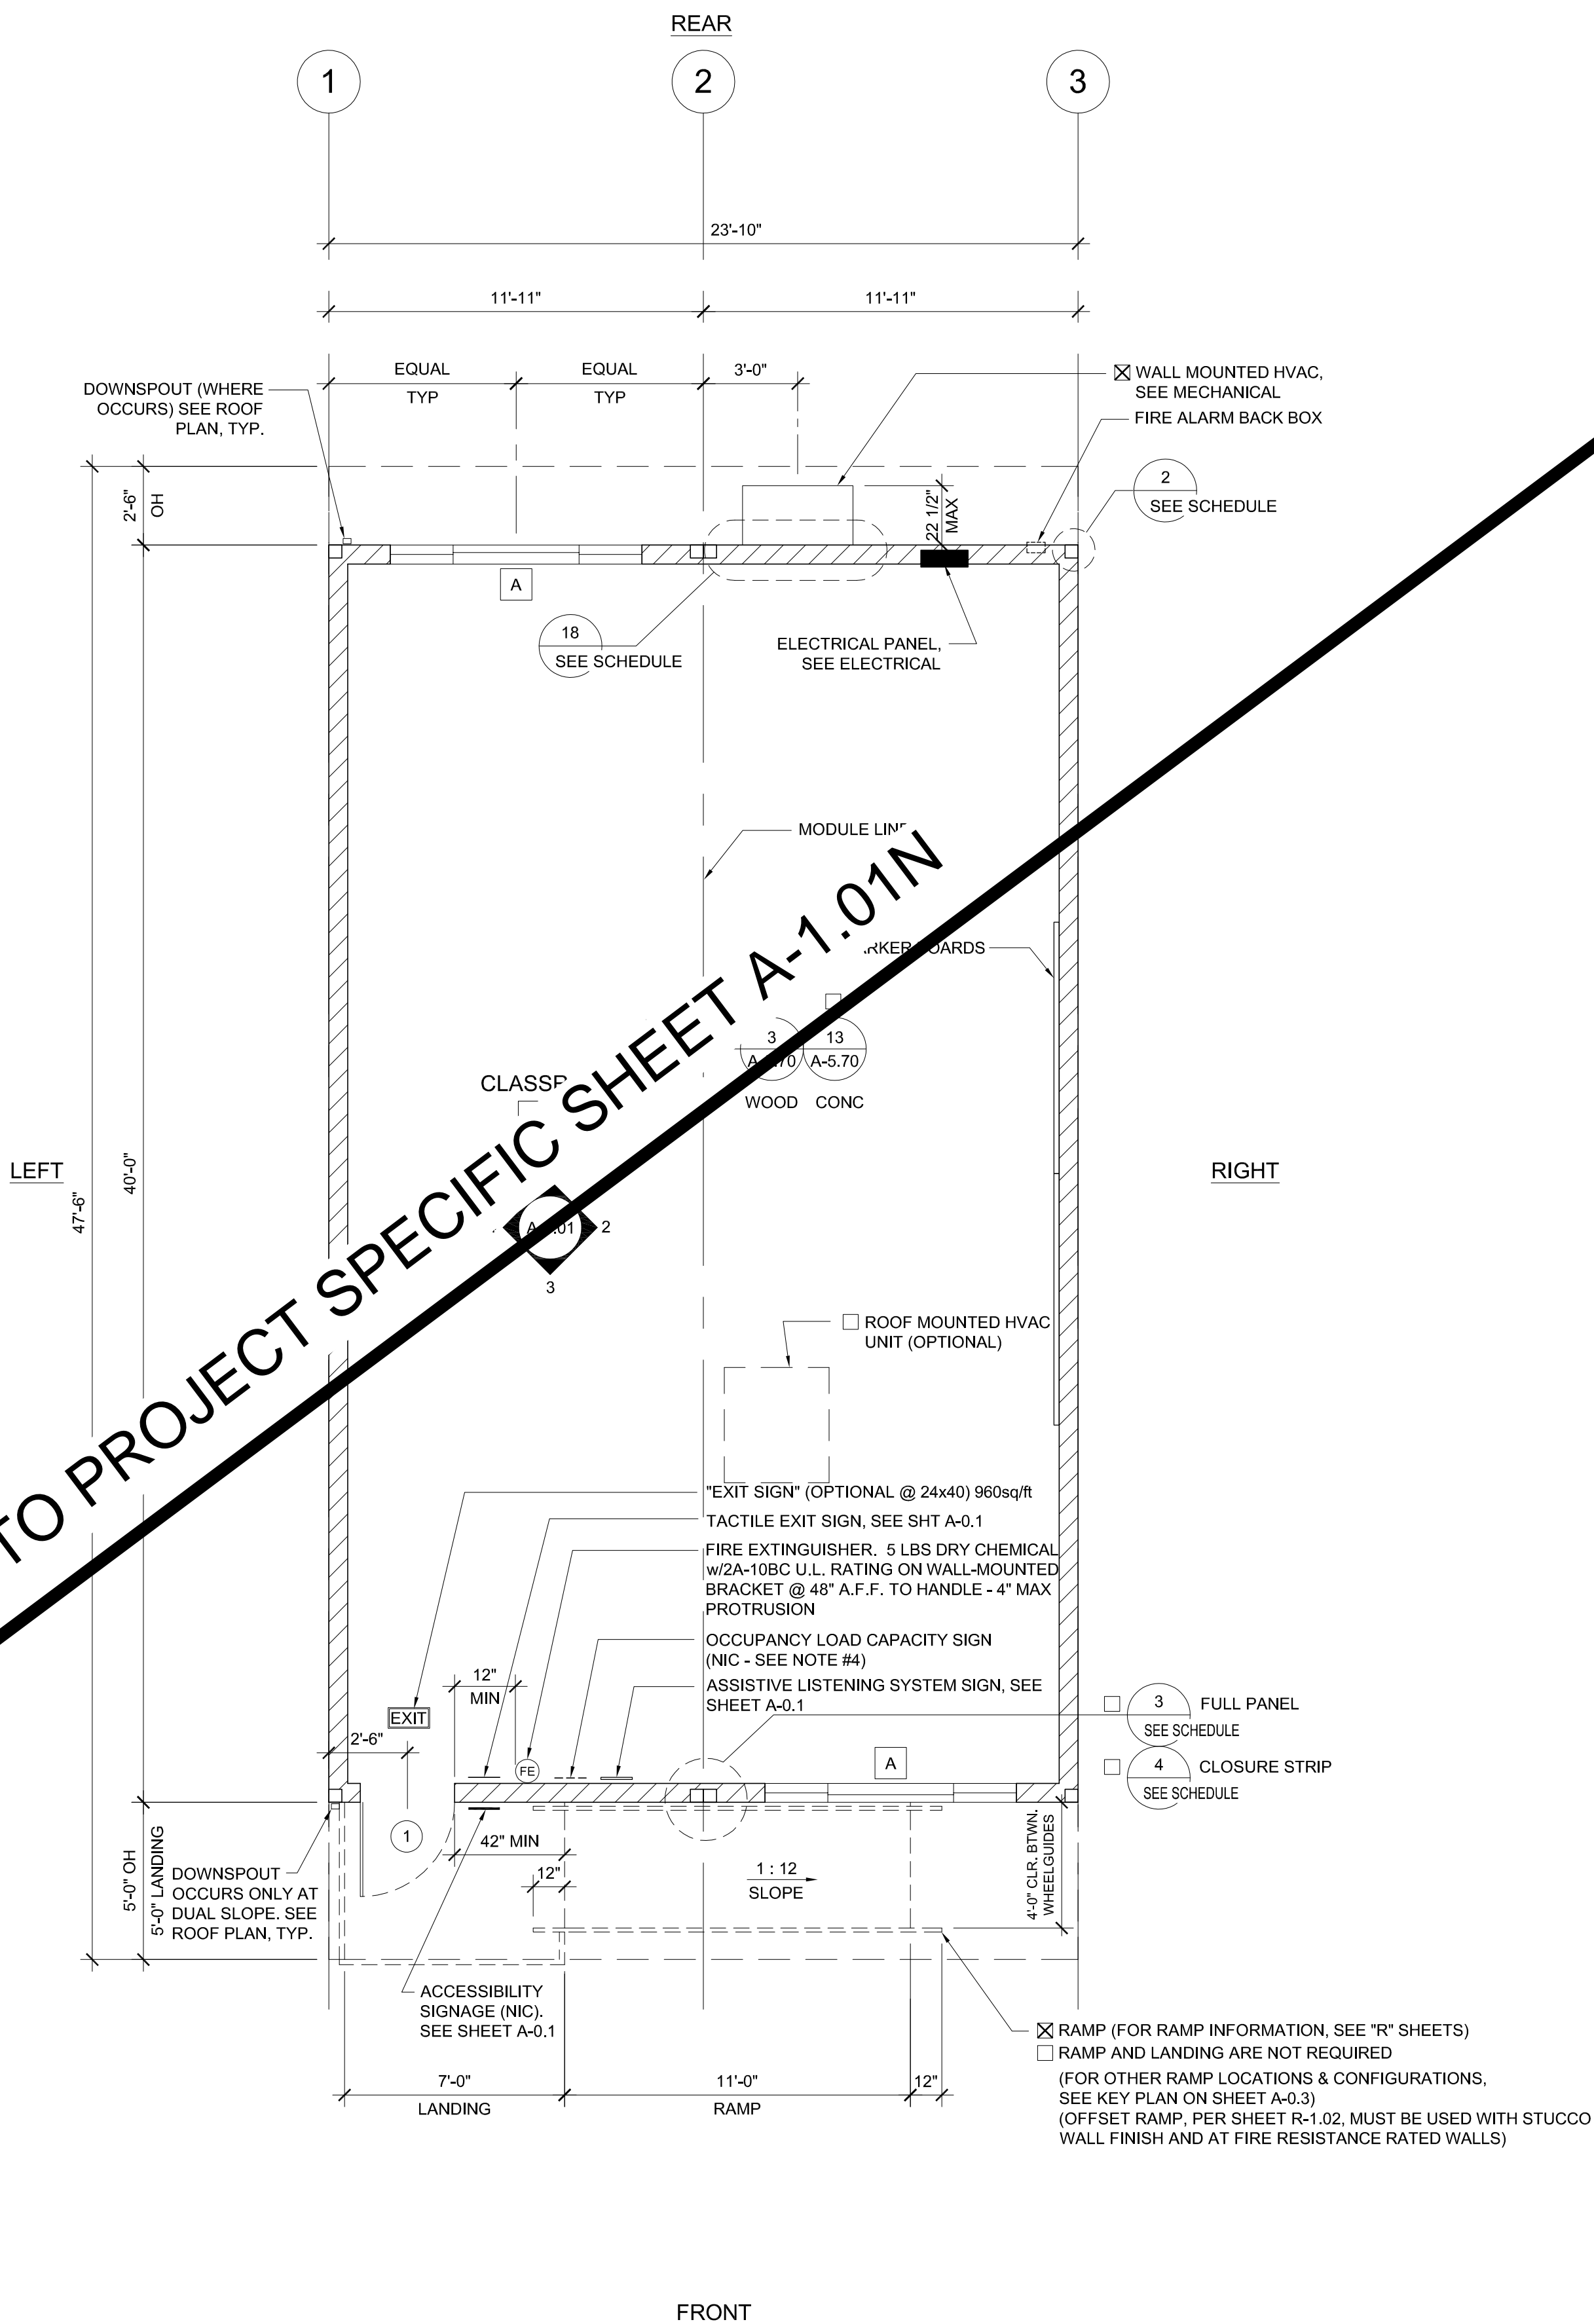 REAR
1
2
3
23'-10"
11'-11"
11'-11"
EQUAL
TYP
EQUAL
TYP
3'-0"
DOWNSPOUT (WHERE
OCCURS) SEE ROOF
PLAN, TYP.
WALL MOUNTED HVAC,
SEE MECHANICAL
FIRE ALARM BACK BOX
2
SEE SCHEDULE
2'-6"
OH
22 1/2"
MAX
A
18
SEE SCHEDULE
ELECTRICAL PANEL,
SEE ELECTRICAL
MODULE
TO PROJECT SPECIFIC SHEET A-1.01N
3
13
A-5.70
WOOD
CONC
LEFT
47'-6"
40'-0"
RIGHT
2
3
ROOF MOUNTED HVAC
UNIT (OPTIONAL)
"EXIT SIGN" (OPTIONAL @ 24x40) 960sq/ft
TACTILE EXIT SIGN, SEE SHT A-0.1
FIRE EXTINGUISHER. 5 LBS DRY CHEMICAL
w/2A-10BC U.L. RATING ON WALL-MOUNTED
BRACKET @ 48" A.F.F. TO HANDLE - 4" MAX
PROTRUSION
OCCUPANCY LOAD CAPACITY SIGN
(NIC - SEE NOTE #4)
ASSISTIVE LISTENING SYSTEM SIGN, SEE
SHEET A-0.1
12"
MIN
EXIT
2'-6"
FE
A
3
FULL PANEL
SEE SCHEDULE
4
CLOSURE STRIP
SEE SCHEDULE
1
42" MIN
12"
1 : 12
SLOPE
4'-0" CLR. BTWN.
WHEELGUIDES
5'-0" OH
5'-0" LANDING
DOWNSPOUT
OCCURS ONLY AT
DUAL SLOPE. SEE
ROOF PLAN, TYP.
ACCESSIBILITY
SIGNAGE (NIC).
SEE SHEET A-0.1
RAMP (FOR RAMP INFORMATION, SEE "R" SHEETS)
RAMP AND LANDING ARE NOT REQUIRED
(FOR OTHER RAMP LOCATIONS & CONFIGURATIONS,
SEE KEY PLAN ON SHEET A-0.3)
(OFFSET RAMP, PER SHEET R-1.02, MUST BE USED WITH STUCCO
WALL FINISH AND AT FIRE RESISTANCE RATED WALLS)
7'-0"
LANDING
11'-0"
RAMP
12"
FRONT